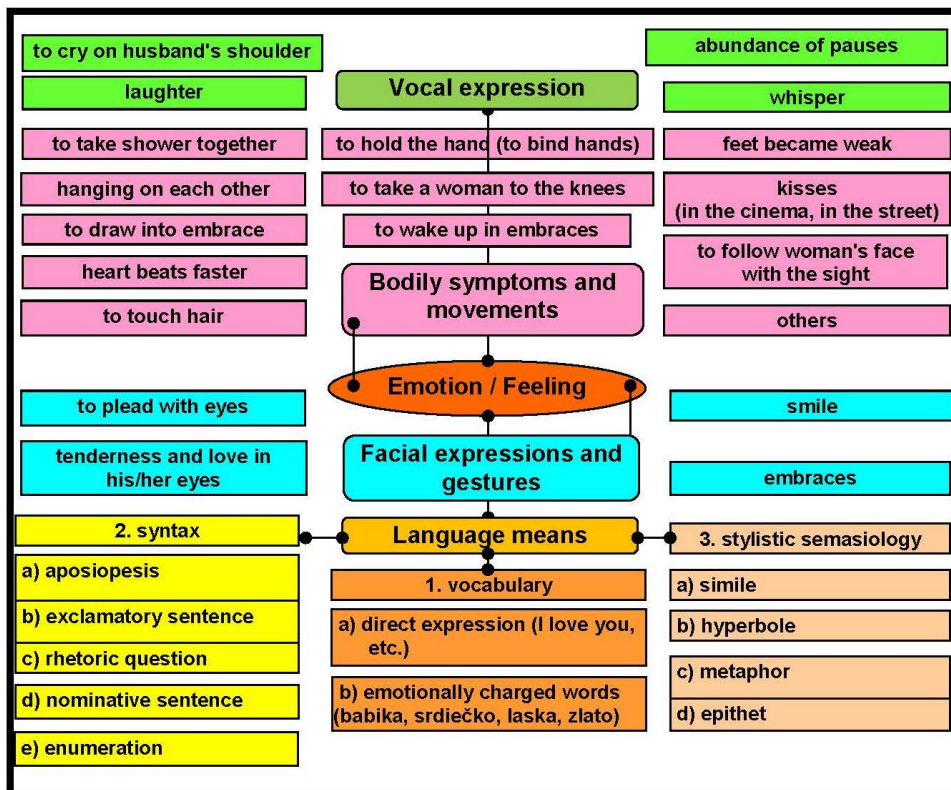 to cry on husband's shoulder
abundance of pauses
laughter
Vocal expression
whisper
to take shower together
to hold the hand (to bind hands)
feet became weak
hanging on each other
to take a woman to the knees
kisses
(in the cinema, in the street)
to draw into embrace
to wake up in embraces
to follow woman's face
with the sight
heart beats faster
Bodily symptoms and
movements
to touch hair
others
Emotion / Feeling
to plead with eyes
smile
tenderness and love in
his/her eyes
Facial expressions and
gestures
embraces
2. syntax
Language means
3. stylistic semasiology
a) aposiopesis
b) exclamatory sentence
c) rhetoric question
d) nominative sentence
e) enumeration
1. vocabulary
a) direct expression (I love you,
etc.)
b) emotionally charged words
(babika, srdiečko, laska, zlato)
a) simile
b) hyperbole
c) metaphor
d) epithet